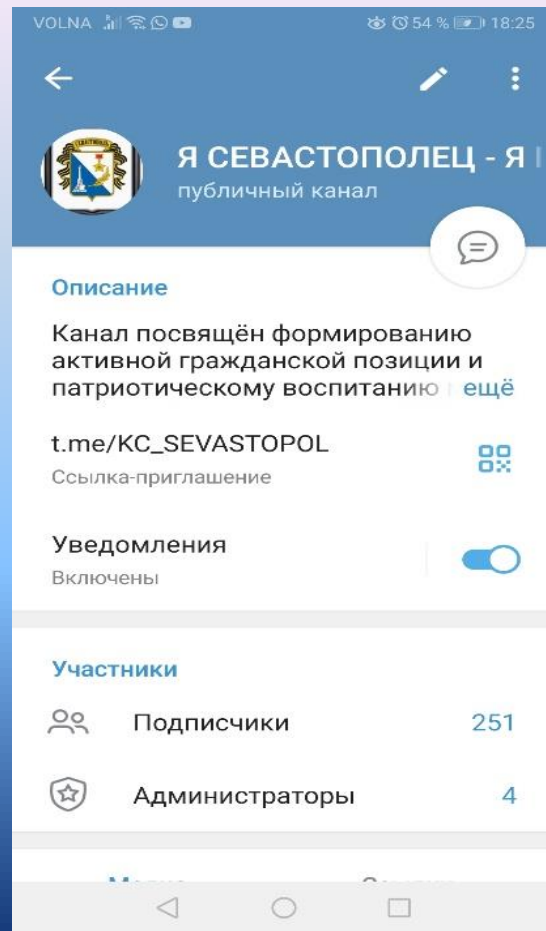 VOLNA 54 % 18:25
Я СЕВАСТОПОЛЕЦ - Я
публичный канал
Описание
Канал посвящён формированию
активной гражданской позиции и
патриотическому воспитанию ещё
t.me/KC_SEVASTOPOL
Ссылка-приглашение
Уведомления
Включены
Участники
Подписчики 251
Администраторы 4